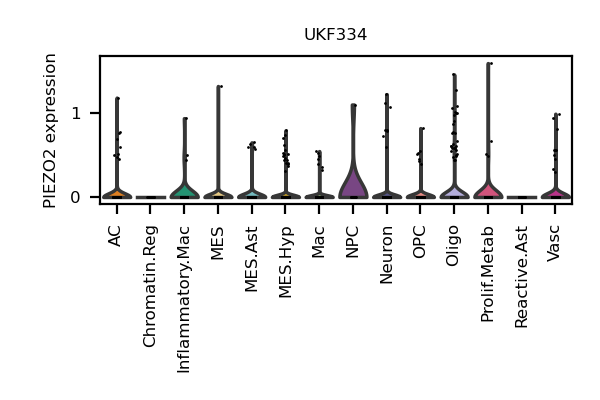 UKF334
PIEZO2 expression
1
0
AC
Chromatin.Reg
Inflammatory.Mac
MES
MES.Ast
MES.Hyp
Mac
NPC
Neuron
OPC
Oligo
Prolif.Metab
Reactive.Ast
Vasc